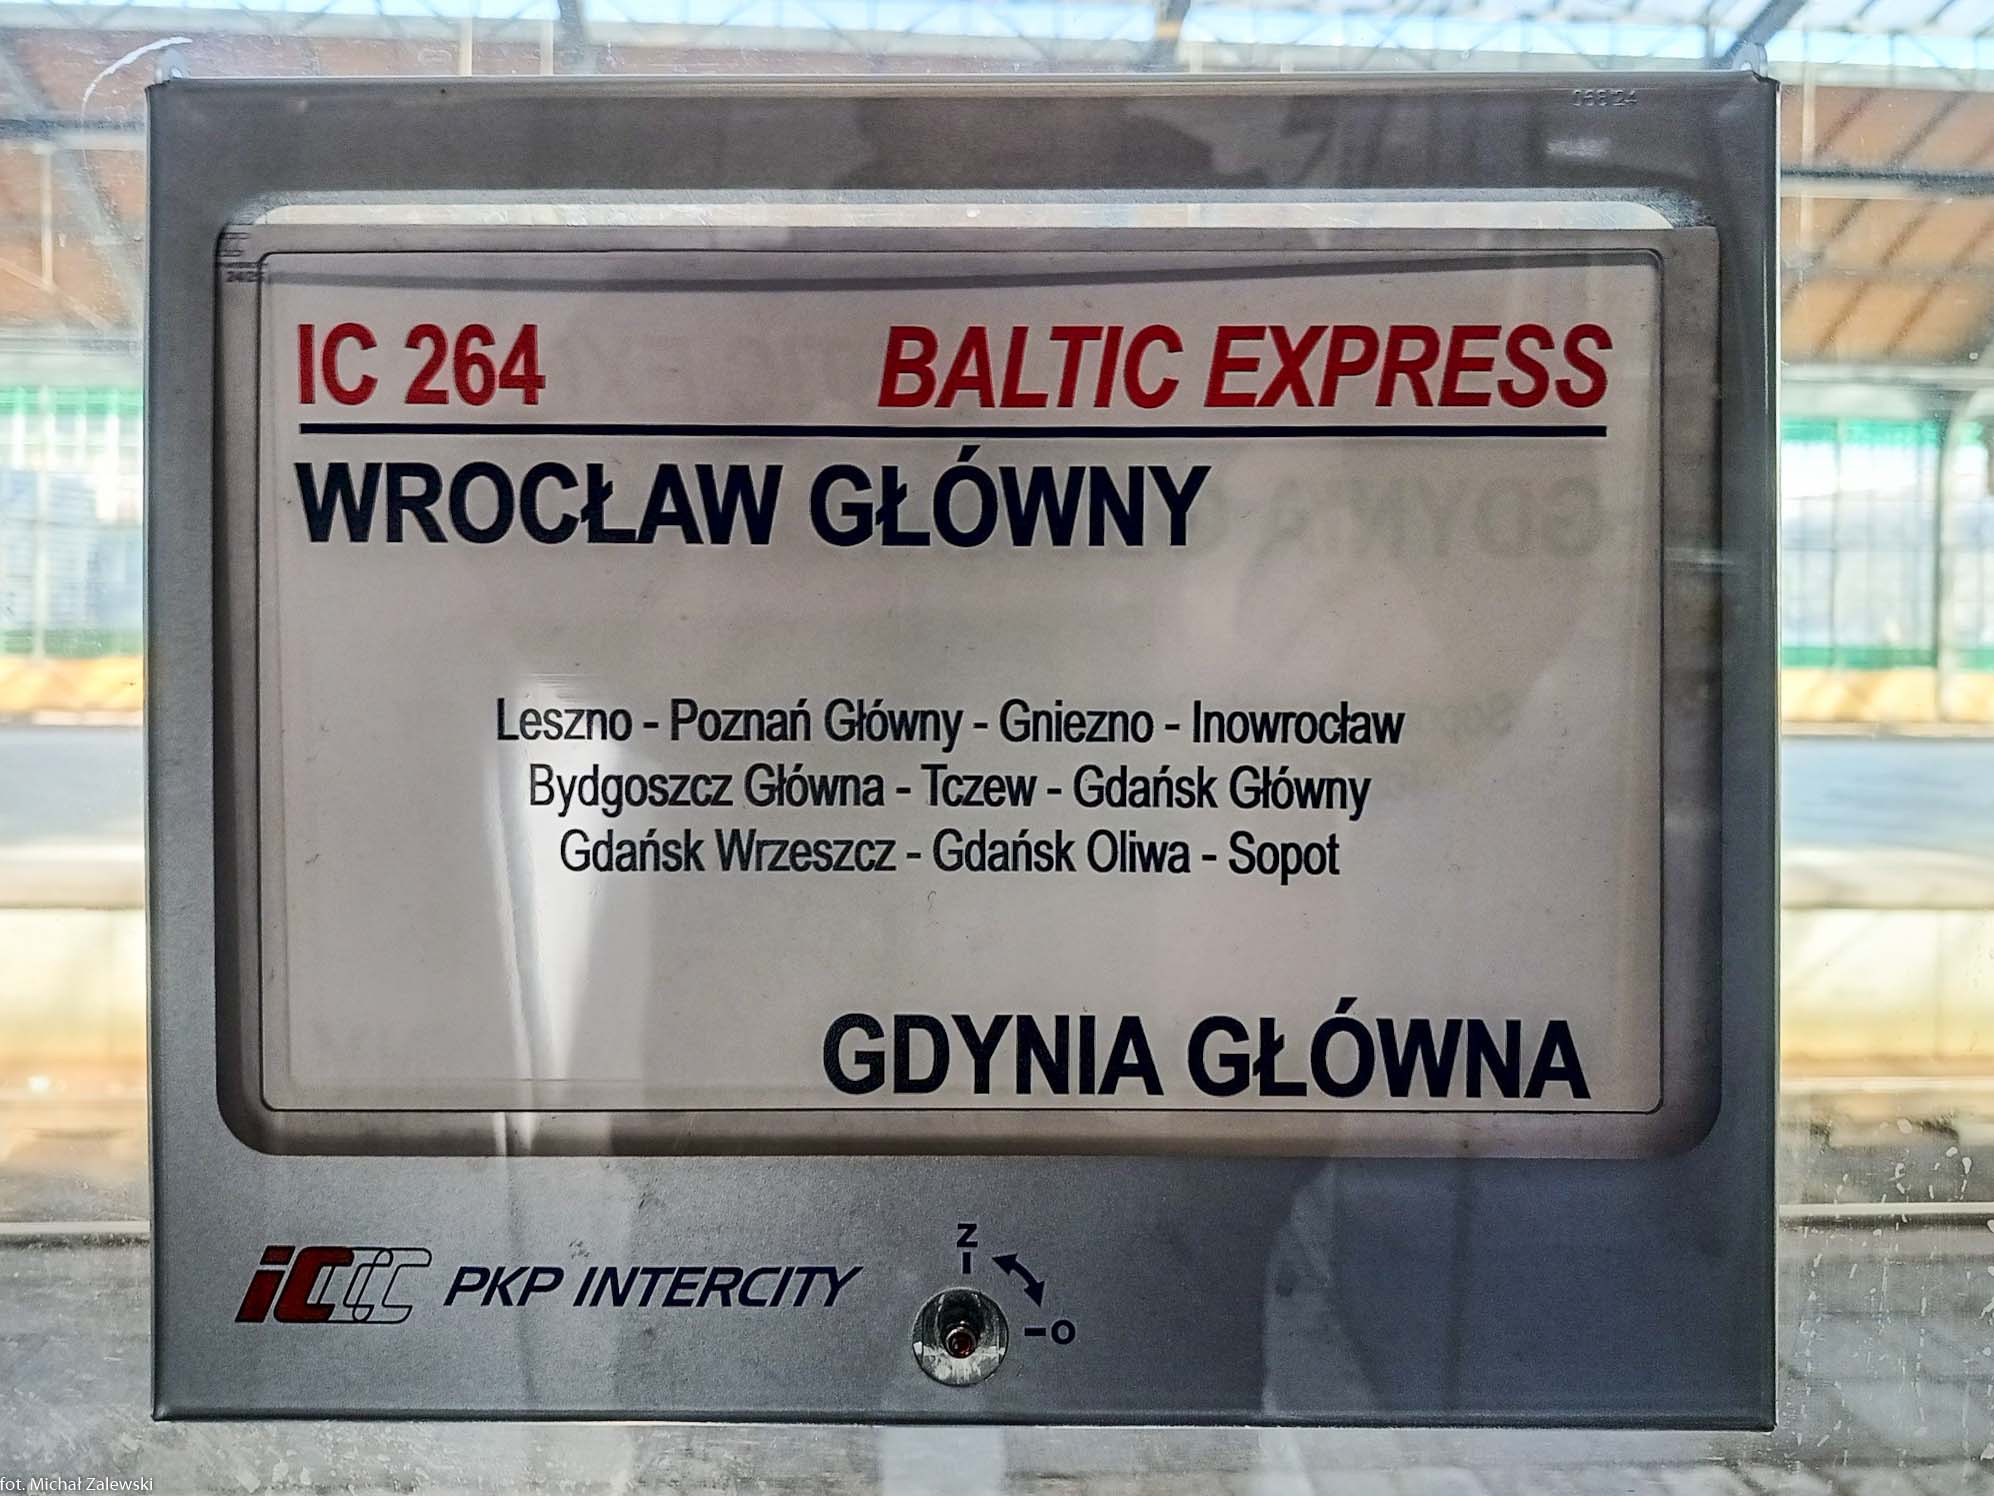 IC 264 BALTIC EXPRESS
WROCŁAW GŁÓWNY
Leszno - Poznań Główny - Gniezno - Inowrocław
Bydgoszcz Główna - Tczew - Gdańsk Główny
Gdańsk Wrzeszcz - Gdańsk Oliwa - Sopot
GDYNIA GŁÓWNA
PKP INTERCITY
Z
O
fot. Michał Zalewski